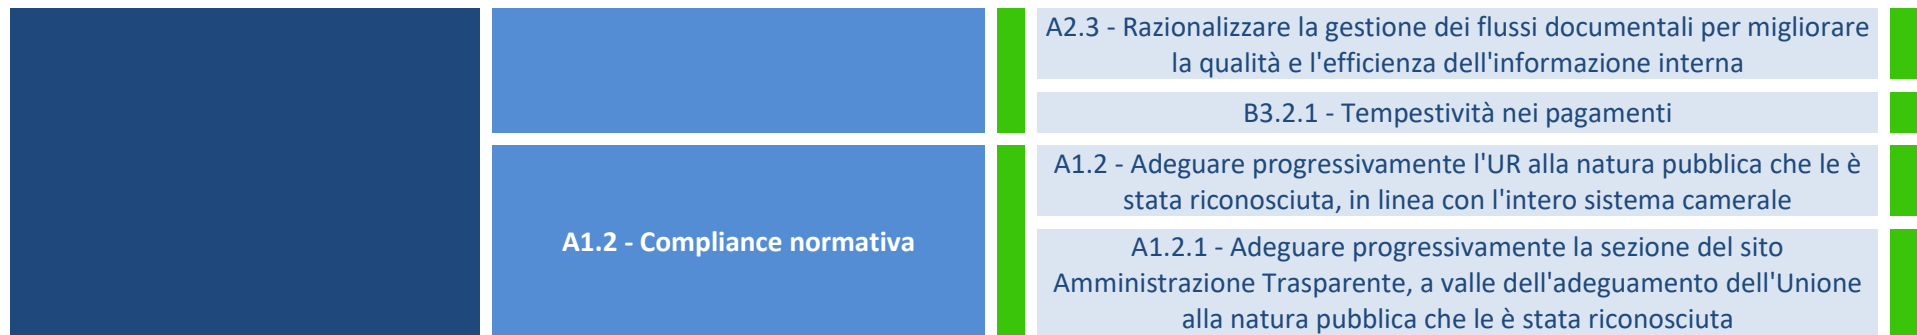 A2.3 - Razionalizzare la gestione dei flussi documentali per migliorare
la qualità e l'efficienza dell'informazione interna
B3.2.1 - Tempestività nei pagamenti
A1.2 - Compliance normativa
A1.2 - Adeguare progressivamente l'UR alla natura pubblica che le è
stata riconosciuta, in linea con l'intero sistema camerale
A1.2.1 - Adeguare progressivamente la sezione del sito
Amministrazione Trasparente, a valle dell'adeguamento dell'Unione
alla natura pubblica che le è stata riconosciuta